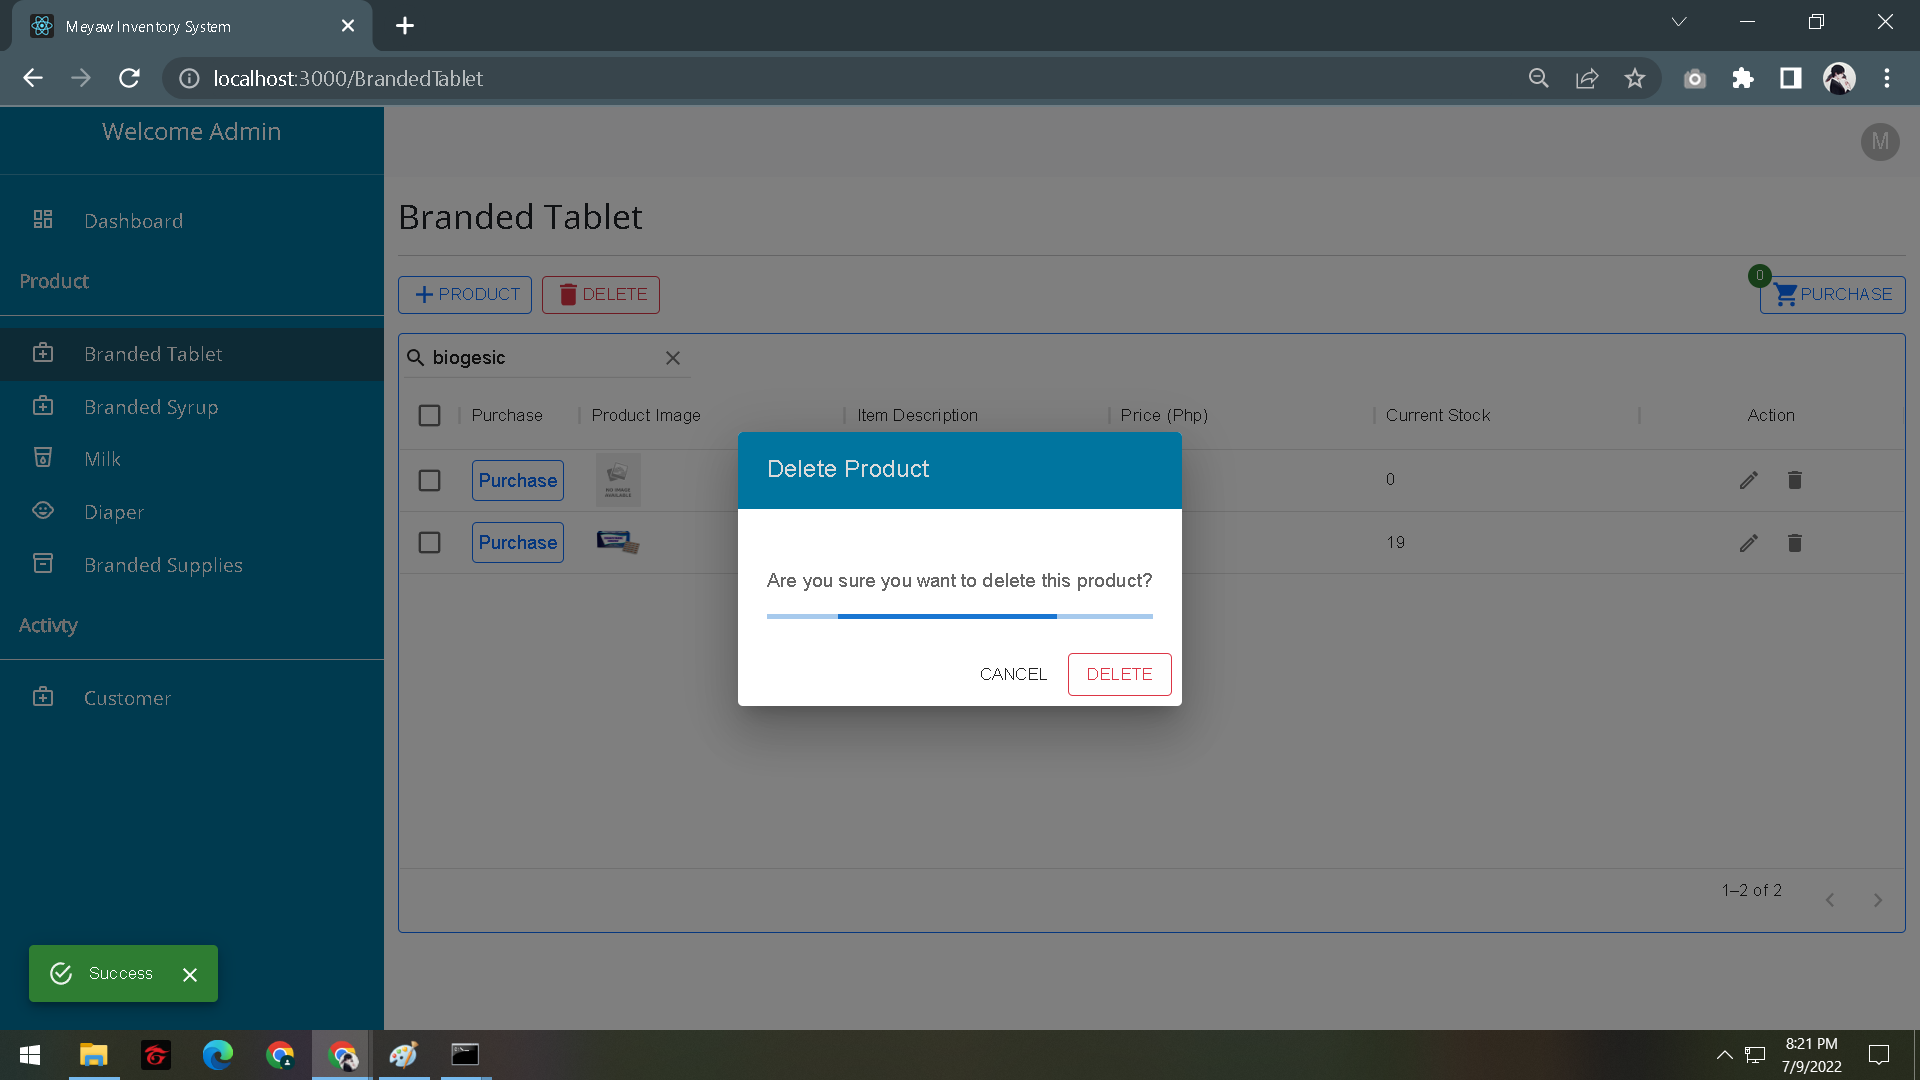 Meyaw Inventory System
localhost:3000/BrandedTablet
Welcome Admin
M
Dashboard
Product
Branded Tablet
Branded Syrup
Milk
Diaper
Branded Supplies
Activty
Customer
Branded Tablet
PRODUCT
DELETE
0
PURCHASE
biogesic
Purchase
Product Image
Item Description
Price (Php)
Current Stock
Action
Purchase
NO IMAGE
AVAILABLE
0
Purchase
19
Delete Product
Are you sure you want to delete this product?
CANCEL
DELETE
1–2 of 2
Success
8:21 PM
7/9/2022